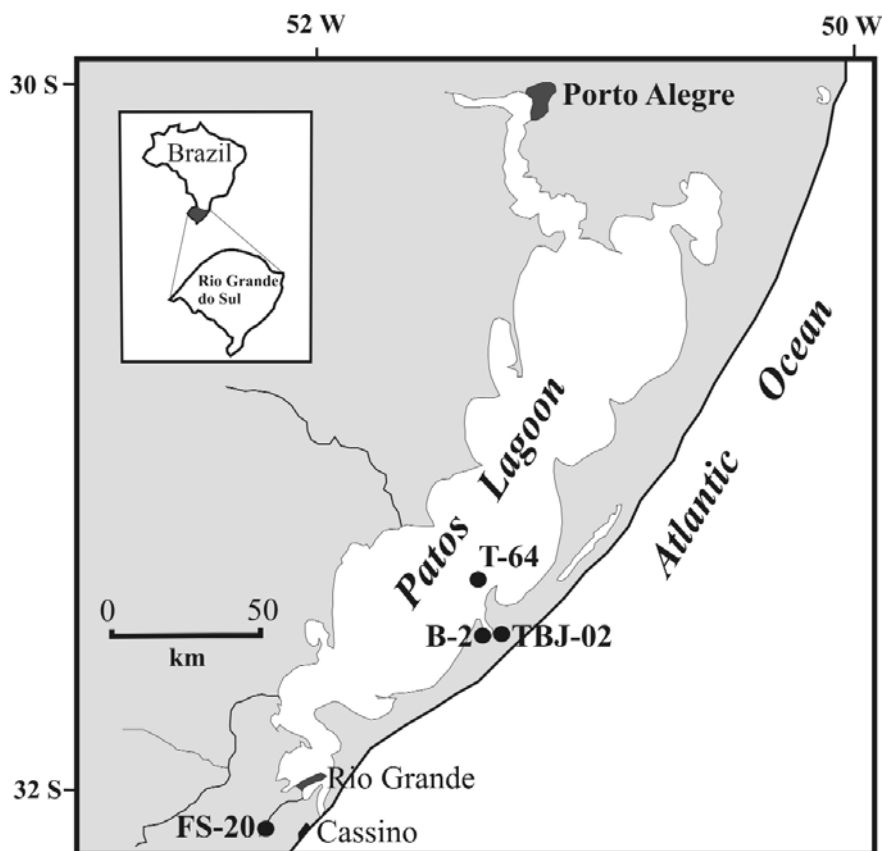 52 W
50 W
30 S
Porto Alegre
Brazil
Rio Grande
do Sul
Patos Lagoon
Atlantic Ocean
T-64
0 50
km
B-2
TBJ-02
32 S
Rio Grande
FS-20
Cassino